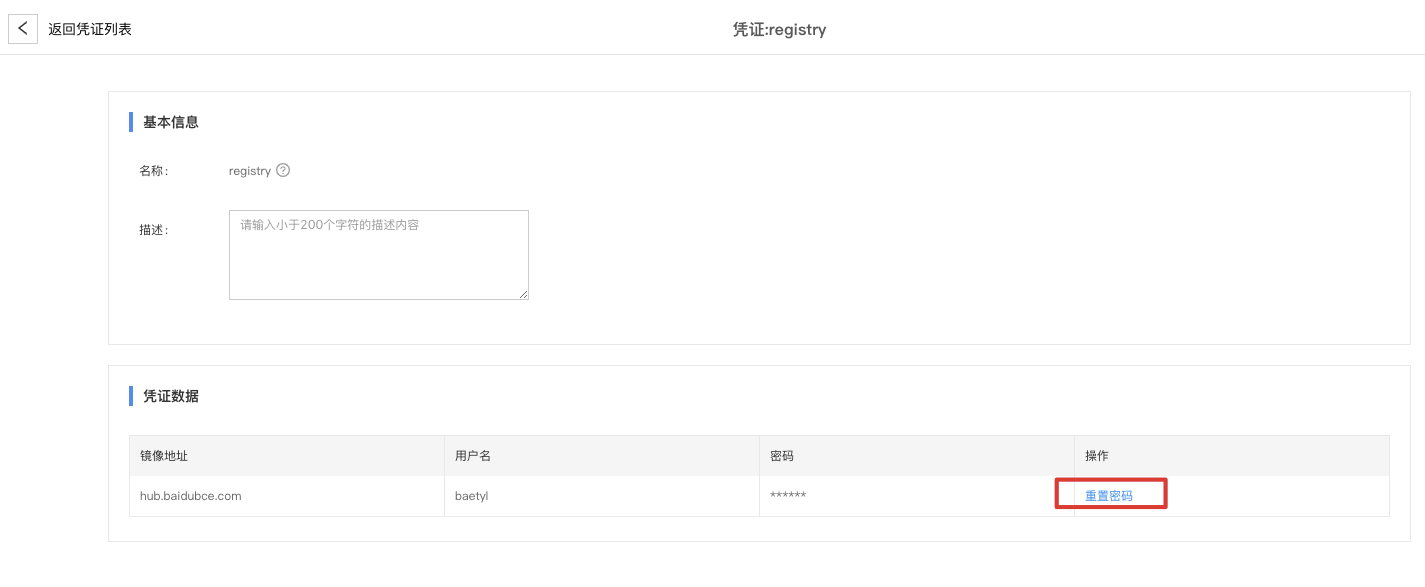 返回凭证列表
凭证:registry
基本信息
名称: registry ?
描述: 请输入小于200个字符的描述内容
凭证数据
镜像地址 用户名 密码 操作
hub.baidubce.com baetyl ****** 重置密码